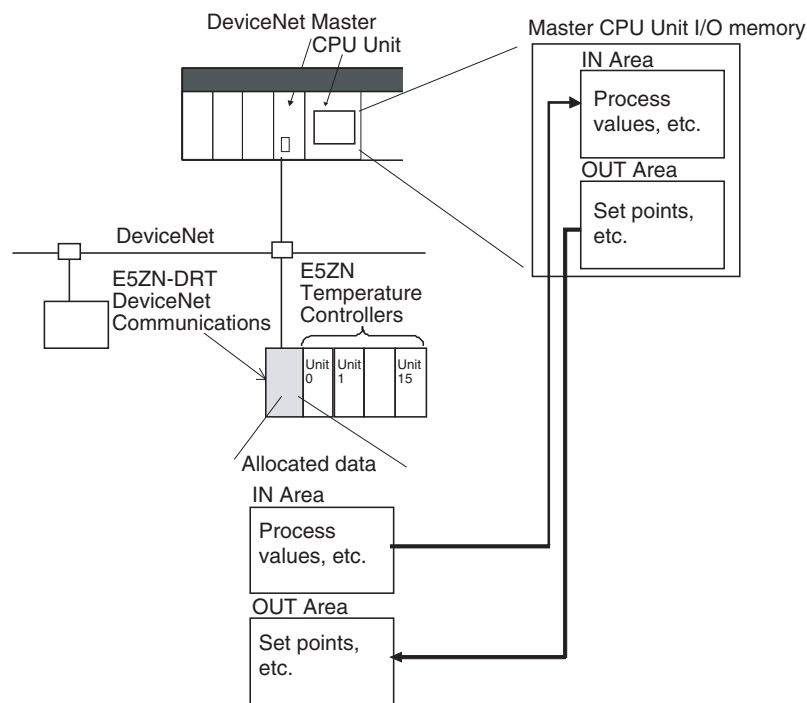 DeviceNet Master
CPU Unit
Master CPU Unit I/O memory
IN Area
Process
values, etc.
OUT Area
Set points,
etc.
DeviceNet
E5ZN-DRT
DeviceNet
Communications
E5ZN
Temperature
Controllers
Unit
0
Unit
1
Unit
15
Allocated data
IN Area
Process
values, etc.
OUT Area
Set points,
etc.